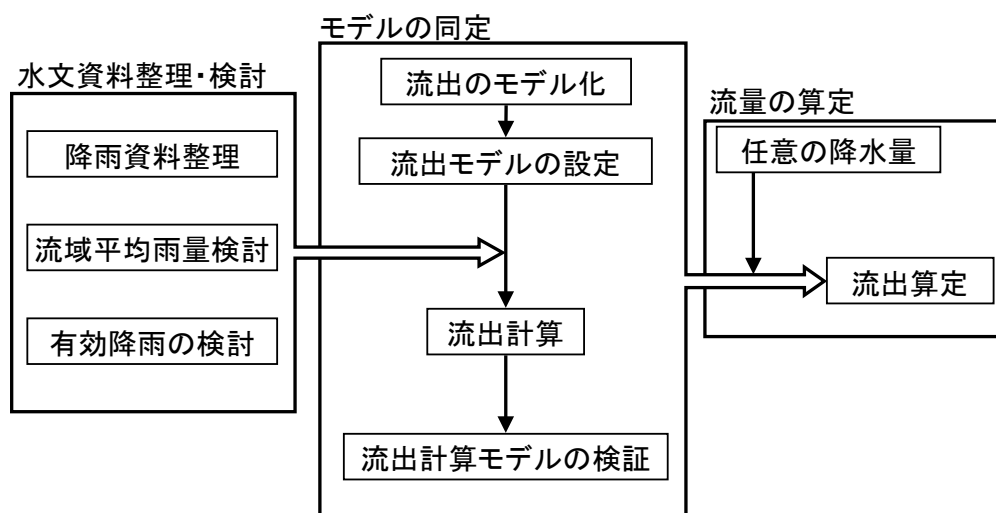 水文資料整理・検討
降雨資料整理
流域平均雨量検討
有効降雨の検討
モデルの同定
流出のモデル化
流出モデルの設定
流出計算
流出計算モデルの検証
流量の算定
任意の降水量
流出算定